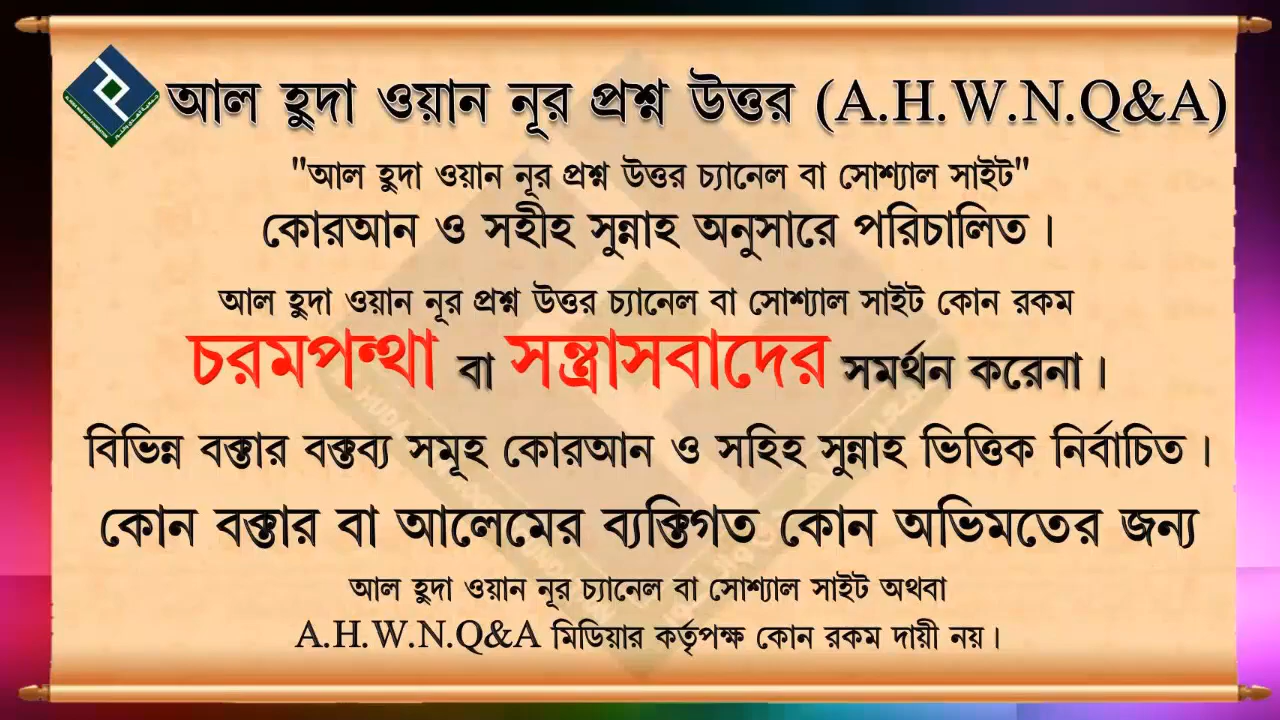 আল হুদা ওয়ান নূর প্রশ্ন উত্তর (A.H.W.N.Q&A)
"আল হুদা ওয়ান নূর প্রশ্ন উত্তর চ্যানেল বা সোশ্যাল সাইট"
কোরআন ও সহীহ সুন্নাহ অনুসারে পরিচালিত।
আল হুদা ওয়ান নূর প্রশ্ন উত্তর চ্যানেল বা সোশ্যাল সাইট কোন রকম
চরমপন্থা বা সন্ত্রাসবাদের সমর্থন করেনা।
বিভিন্ন বক্তার বক্তব্য সমূহ কোরআন ও সহিহ সুন্নাহ ভিত্তিক নির্বাচিত।
কোন বক্তার বা আলেমের ব্যক্তিগত কোন অভিমতের জন্য
আল হুদা ওয়ান নূর চ্যানেল বা সোশ্যাল সাইট অথবা
A.H.W.N.Q&A মিডিয়ার কর্তৃপক্ষ কোন রকম দায়ী নয়।